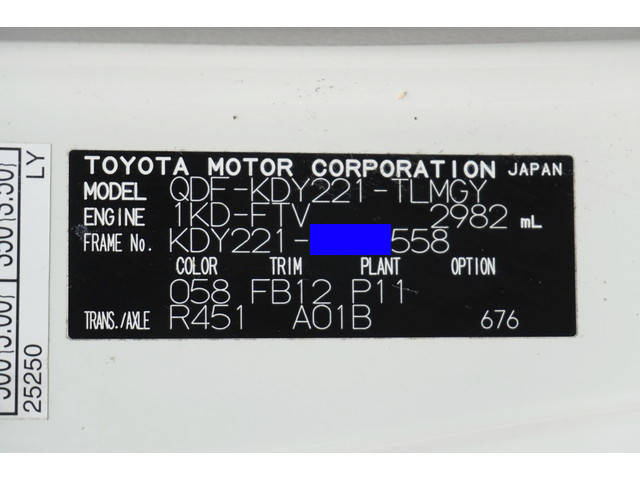 TOYOTA MOTOR CORPORATION JAPAN
MODEL QDF-KDY221-TLMGY
ENGINE 1KD-FTV 2982 mL
FRAME No. KDY221- 558
COLOR TRIM PLANT OPTION
058 FB12 P11
TRANS./AXLE R451 A01B 676
LY
25250